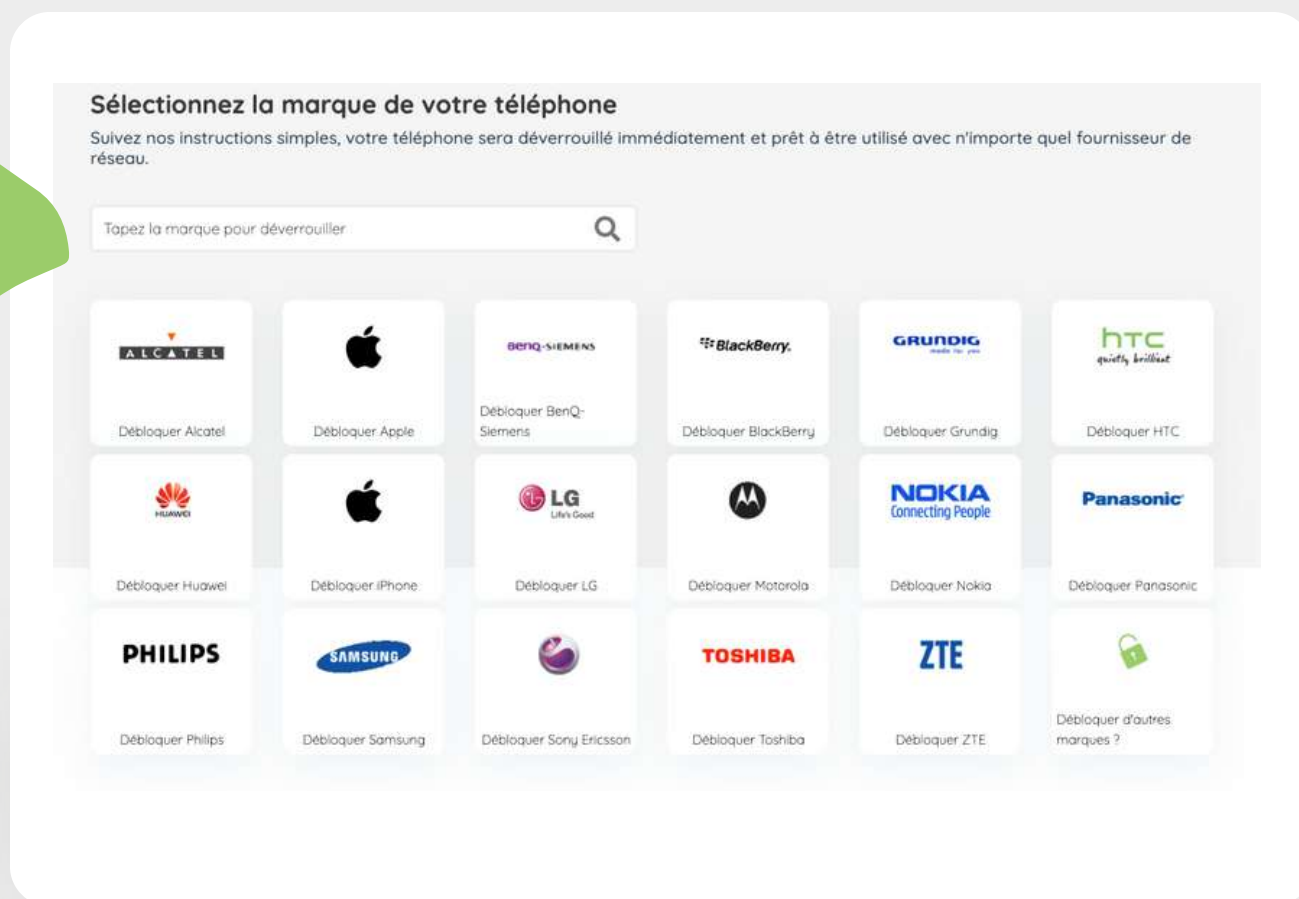 Sélectionnez la marque de votre téléphone
Suivez nos instructions simples, votre téléphone sera déverrouillé immédiatement et prêt à être utilisé avec n'importe quel fournisseur de
réseau.
Tapez la marque pour déverrouiller
ALCATEL
BenQ-SIEMENS
BlackBerry.
GRUNDIG
made for you
hTC
quietly brilliant
Débloquer Alcatel
Débloquer Apple
Débloquer BenQ-
Siemens
Débloquer BlackBerry
Débloquer Grundig
Débloquer HTC
HUAWEI
LG
Life's Good
NOKIA
Connecting People
Panasonic
Débloquer Huawei
Débloquer iPhone
Débloquer LG
Débloquer Motorola
Débloquer Nokia
Débloquer Panasonic
PHILIPS
SAMSUNG
TOSHIBA
ZTE
Débloquer Philips
Débloquer Samsung
Débloquer Sony Ericsson
Débloquer Toshiba
Débloquer ZTE
Débloquer d'autres
marques ?